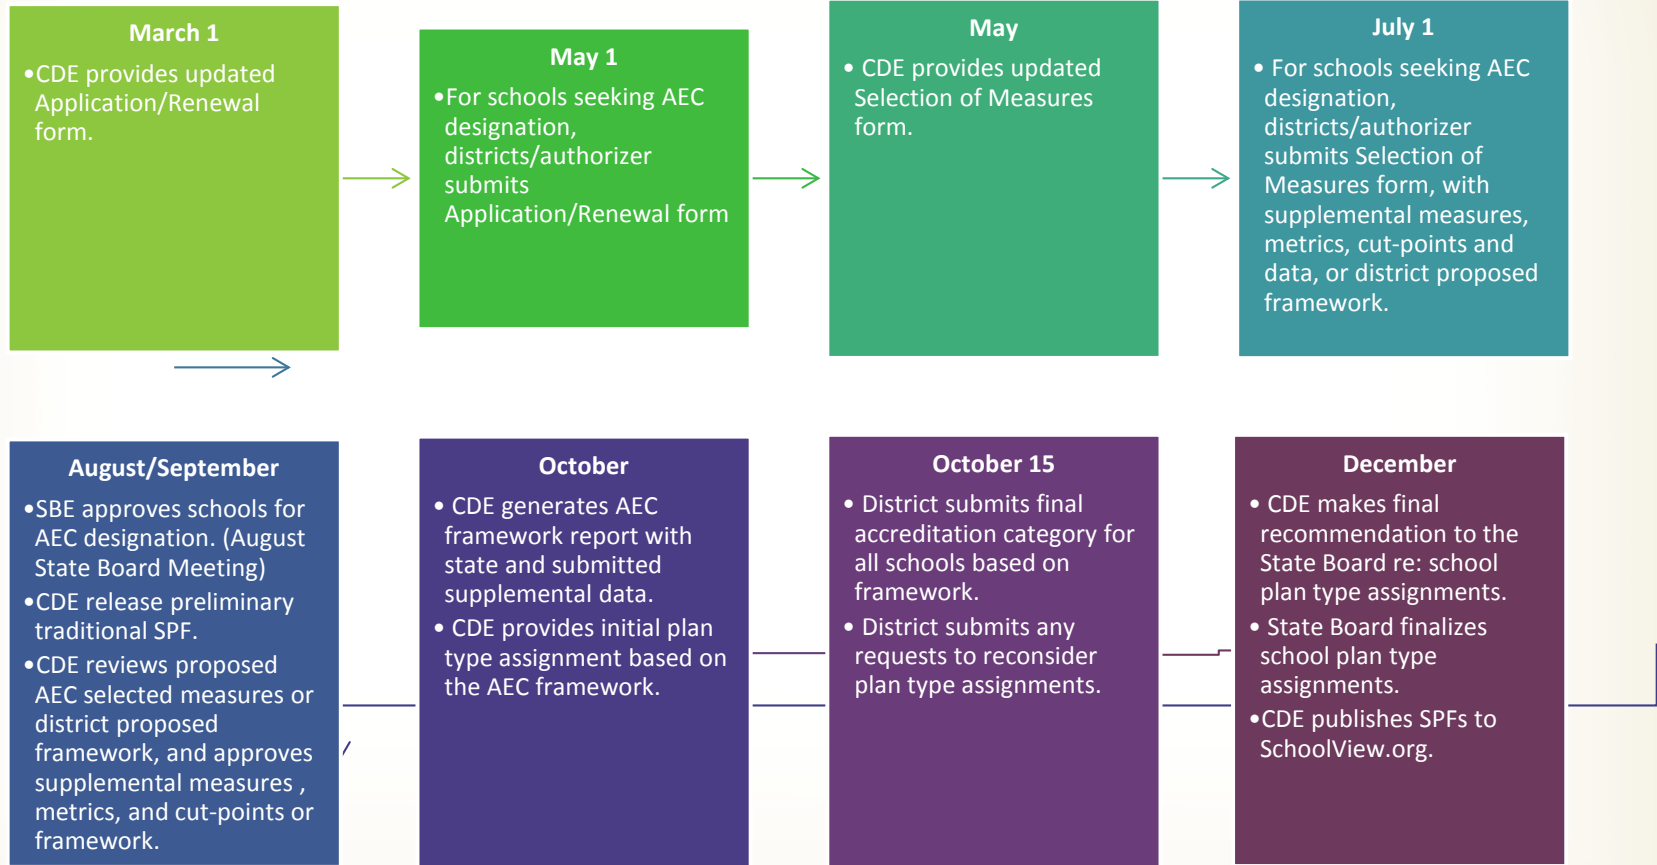 March 1
•CDE provides updated
Application/Renewal
form.
May 1
•For schools seeking AEC
designation,
districts/authorizer
submits
Application/Renewal form
May
• CDE provides updated
Selection of Measures
form.
July 1
• For schools seeking AEC
designation,
districts/authorizer
submits Selection of
Measures form, with
supplemental measures,
metrics, cut-points and
data, or district proposed
framework.
August/September
•SBE approves schools for
AEC designation. (August
State Board Meeting)
•CDE release preliminary
traditional SPF.
•CDE reviews proposed
AEC selected measures or
district proposed
framework, and approves
supplemental measures ,
metrics, and cut-points or
framework.
October
• CDE generates AEC
framework report with
state and submitted
supplemental data.
• CDE provides initial plan
type assignment based on
the AEC framework.
October 15
• District submits final
accreditation category for
all schools based on
framework.
• District submits any
requests to reconsider
plan type assignments.
December
• CDE makes final
recommendation to the
State Board re: school
plan type assignments.
• State Board finalizes
school plan type
assignments.
•CDE publishes SPFs to
SchoolView.org.